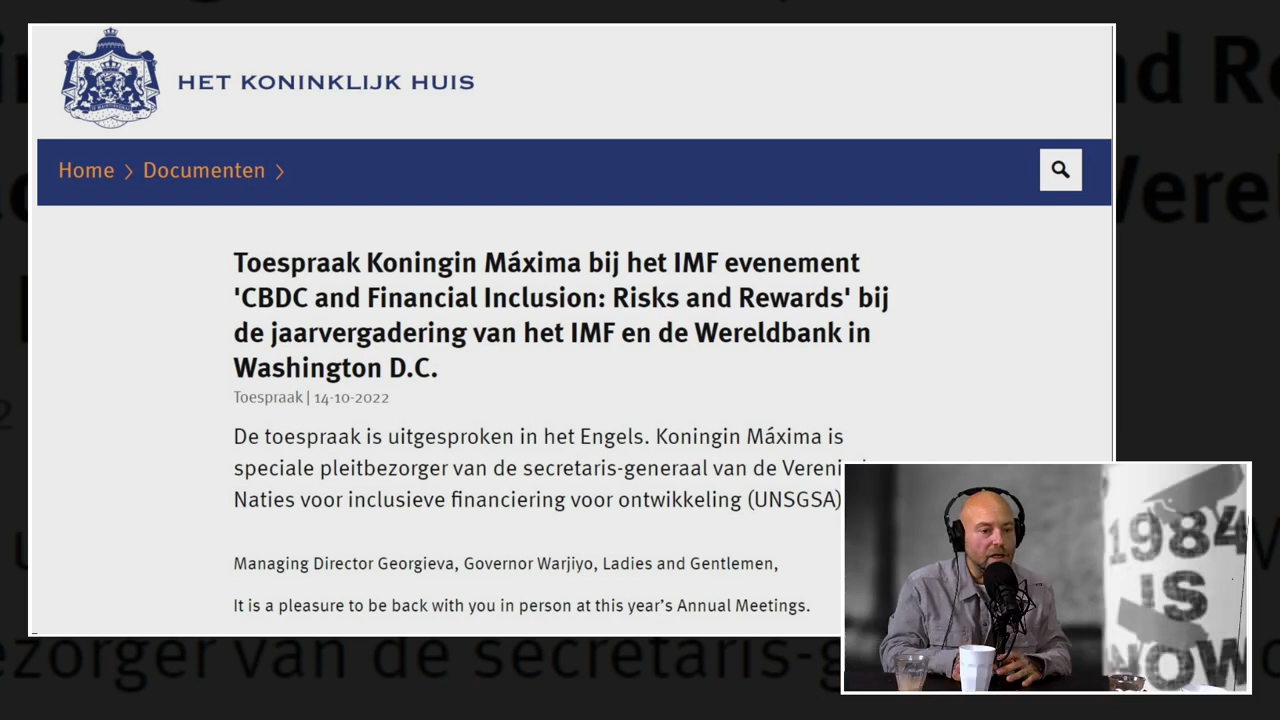 HET KONINKLIJK HUIS
Home > Documenten >
Toespraak Koningin Máxima bij het IMF evenement
'CBDC and Financial Inclusion: Risks and Rewards' bij
de jaarvergadering van het IMF en de Wereldbank in
Washington D.C.
Toespraak | 14-10-2022
De toespraak is uitgesproken in het Engels. Koningin Máxima is
speciale pleitbezorger van de secretaris-generaal van de
Naties voor inclusieve financiering voor ontwikkeling (UNSGSA)
Managing Director Georgieva, Governor Warjiyo, Ladies and Gentlemen,
It is a pleasure to be back with you in person at this year's Annual Meetings.
1984
IS
NOW